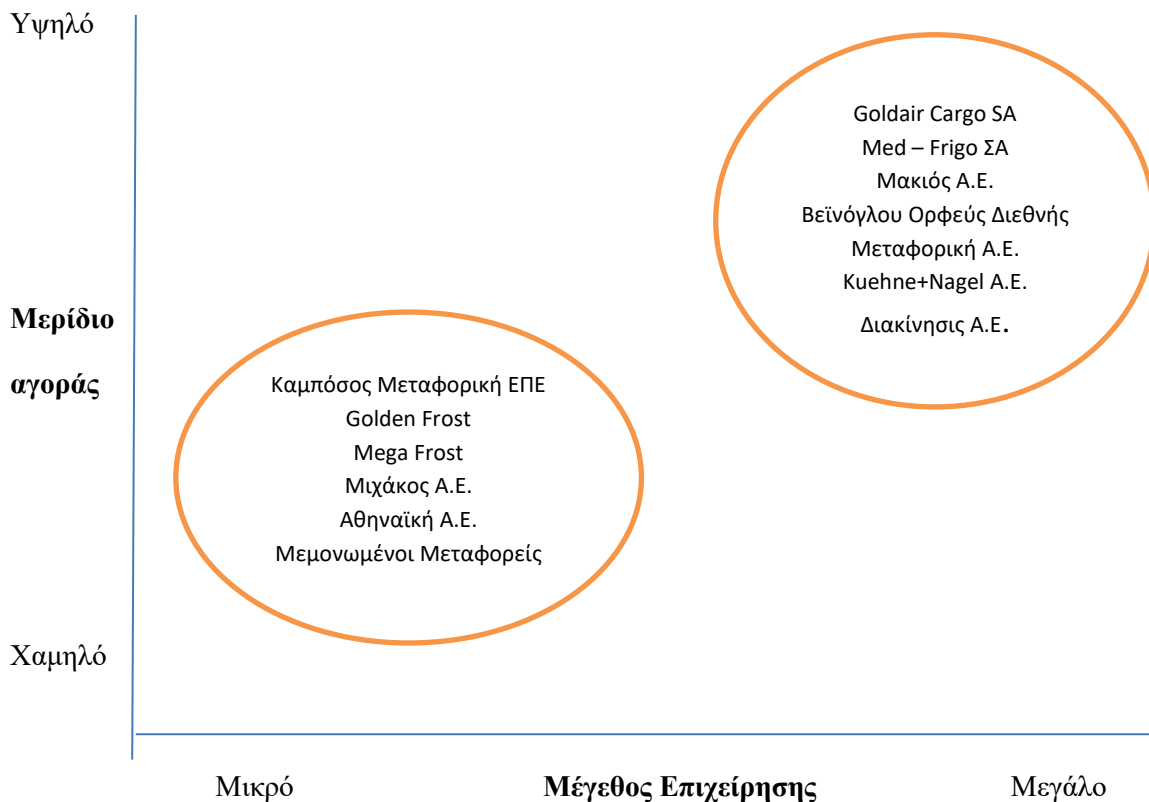 Υψηλό
Goldair Cargo SA
Med – Frigo ΣΑ
Μακιός Α.Ε.
Βεϊνόγλου Ορφεύς Διεθνής
Μεταφορική Α.Ε.
Kuehne+Nagel Α.Ε.
Διακίνησις Α.Ε.
Μερίδιο
αγοράς
Καμπόσος Μεταφορική ΕΠΕ
Golden Frost
Mega Frost
Μιχάκος Α.Ε.
Αθηναϊκή Α.Ε.
Μεμονωμένοι Μεταφορείς
Χαμηλό
Μικρό Μέγεθος Επιχείρησης Μεγάλο